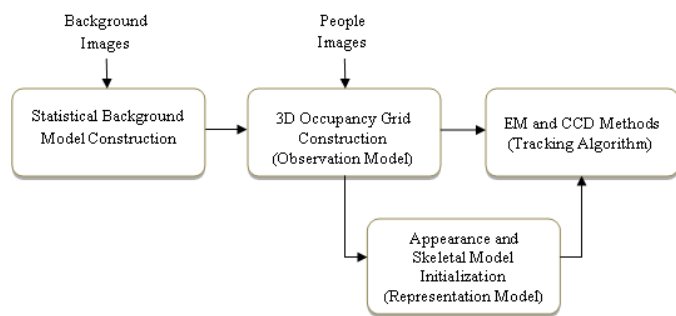 Background
Images
People
Images
Statistical Background
Model Construction
3D Occupancy Grid
Construction
(Observation Model)
EM and CCD Methods
(Tracking Algorithm)
Appearance and
Skeletal Model
Initialization
(Representation Model)